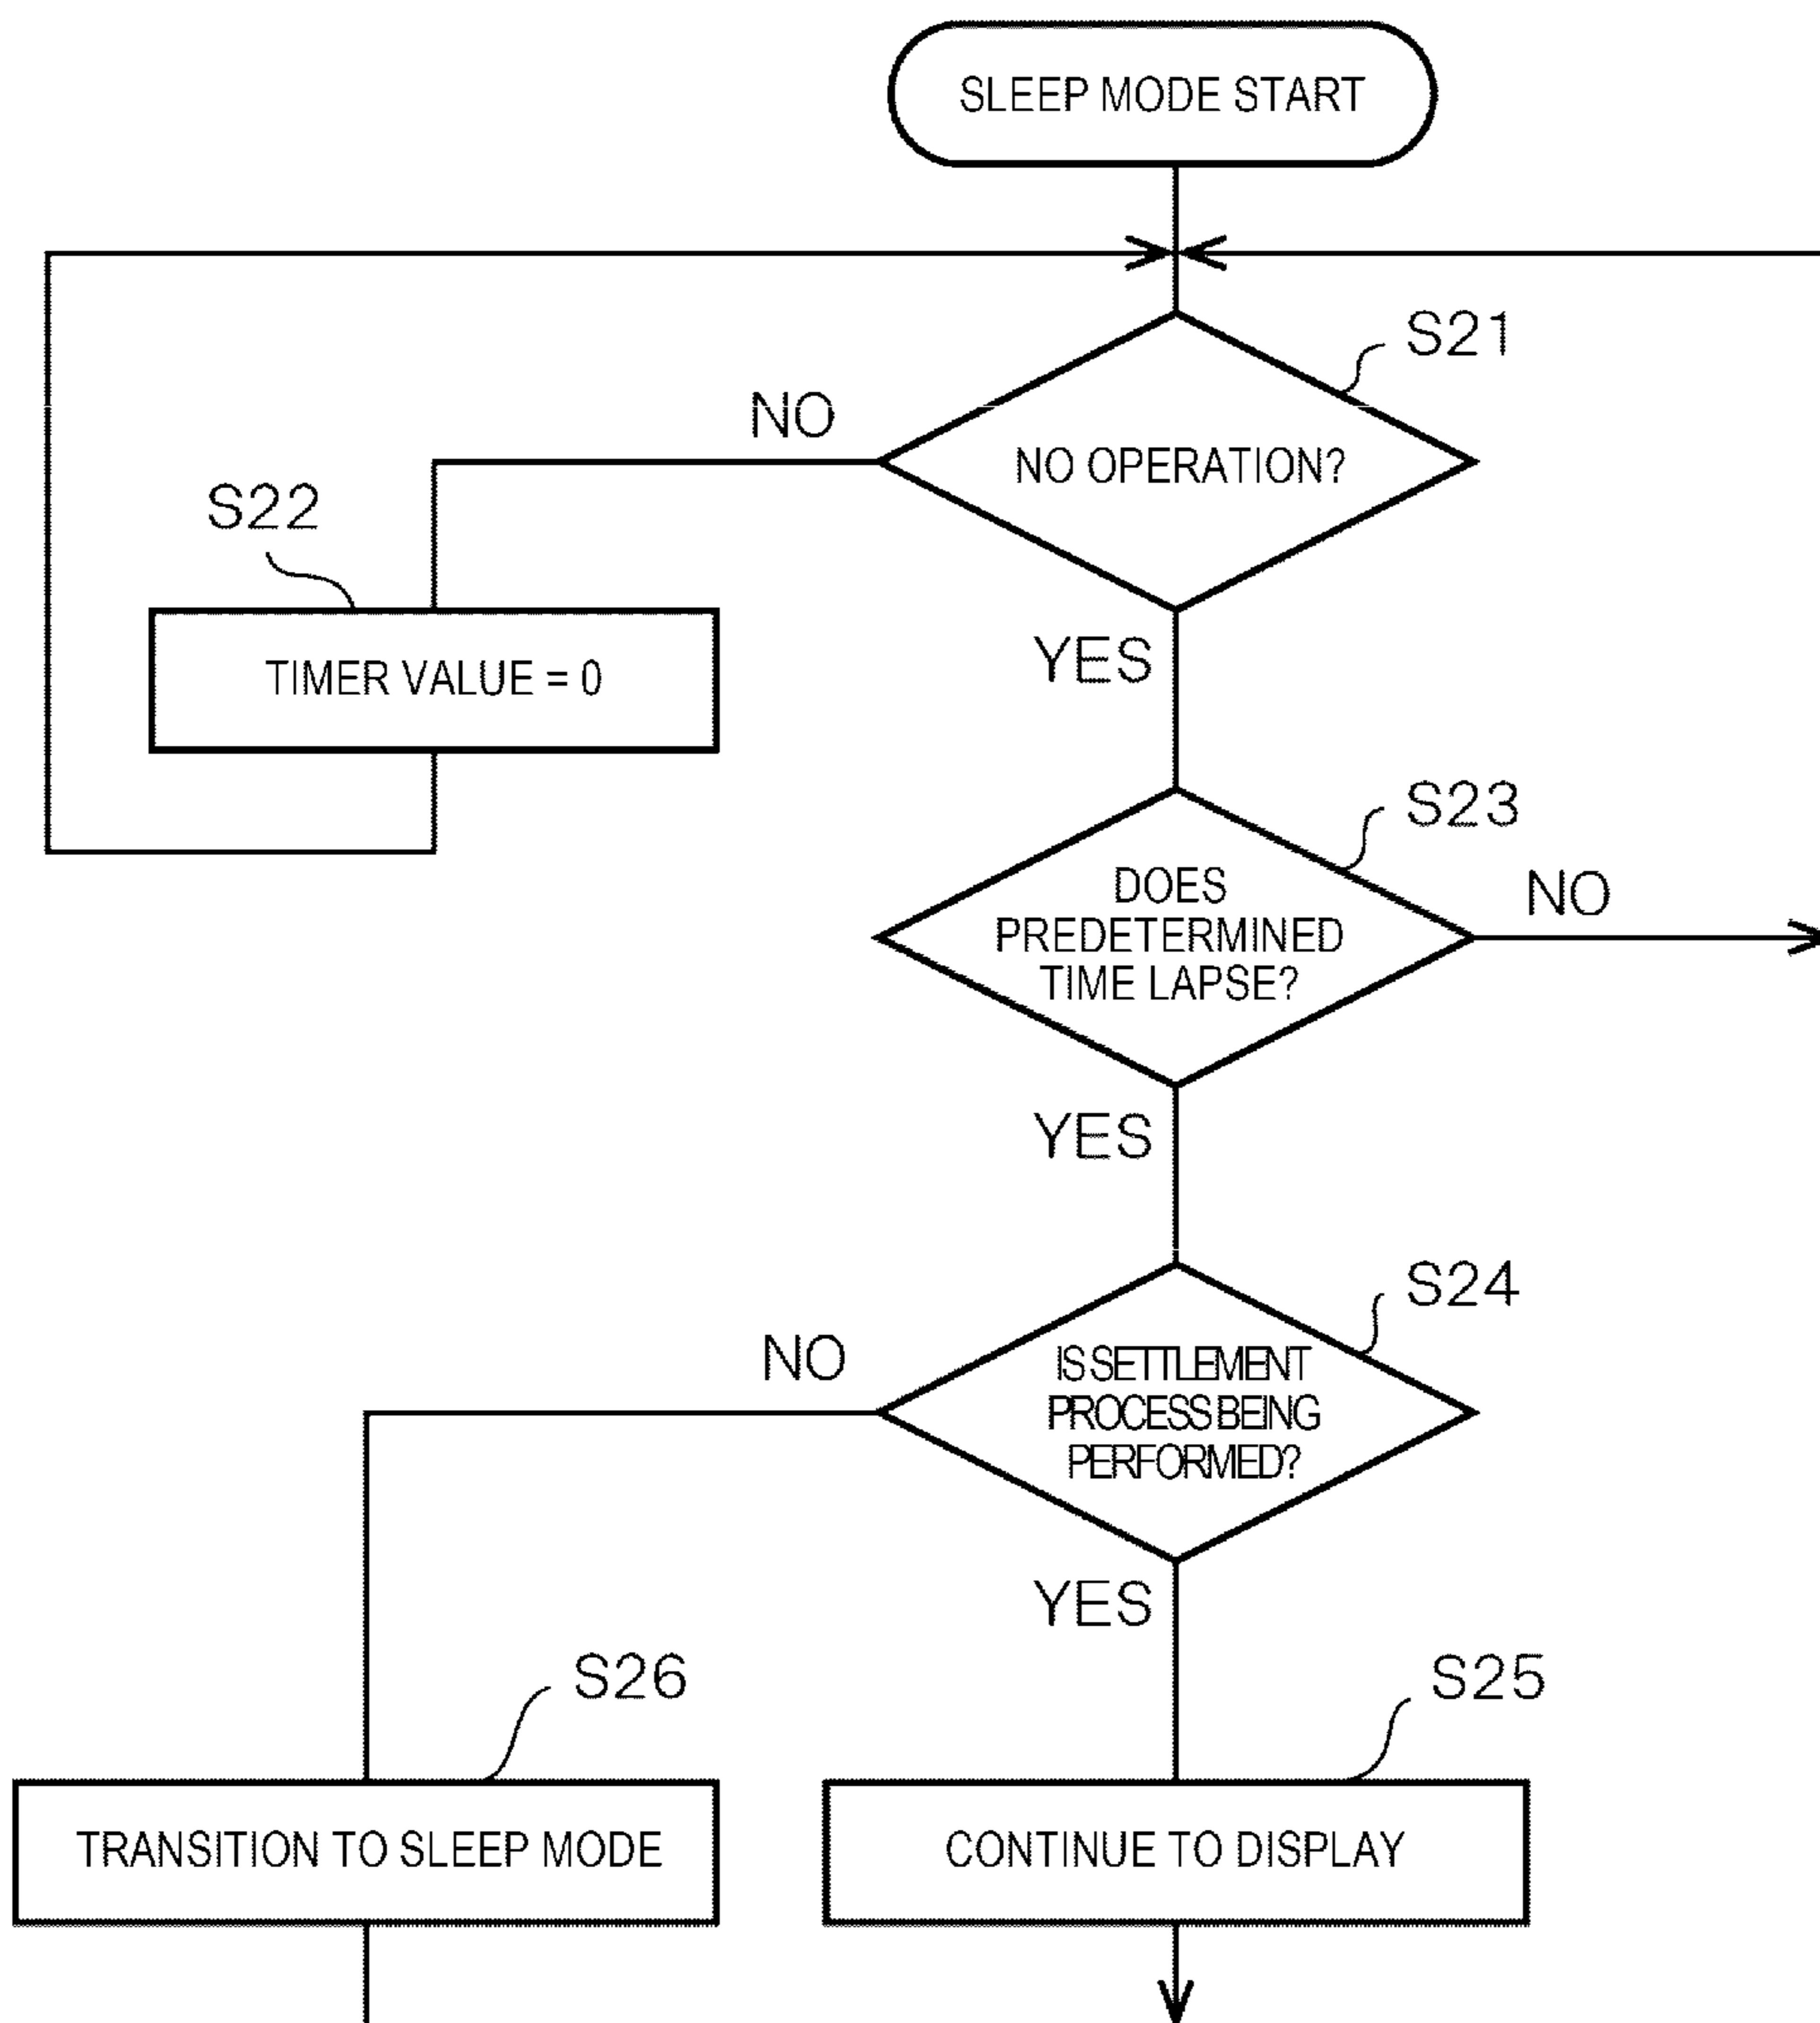 SLEEP MODE START
S21
NO
NO OPERATION?
S22
TIMER VALUE = 0
YES
S23
DOES
PREDETERMINED
TIME LAPSE?
NO
YES
S24
NO
IS SETTLEMENT
PROCESS BEING
PERFORMED?
YES
S26
S25
TRANSITION TO SLEEP MODE
CONTINUE TO DISPLAY